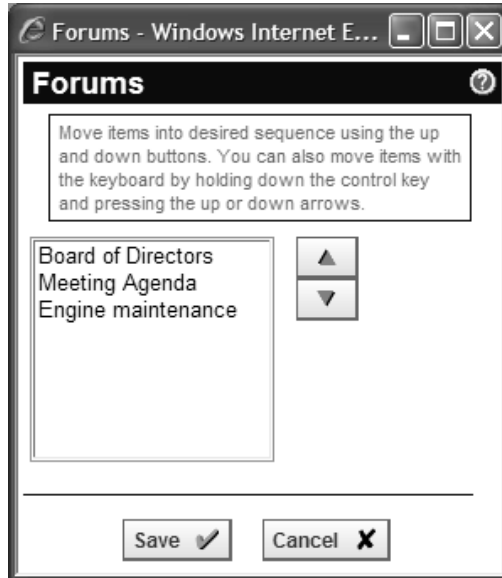 Forums - Windows Internet E...
Forums
Move items into desired sequence using the up
and down buttons. You can also move items with
the keyboard by holding down the control key
and pressing the up or down arrows.
Board of Directors
Meeting Agenda
Engine maintenance
Save
Cancel